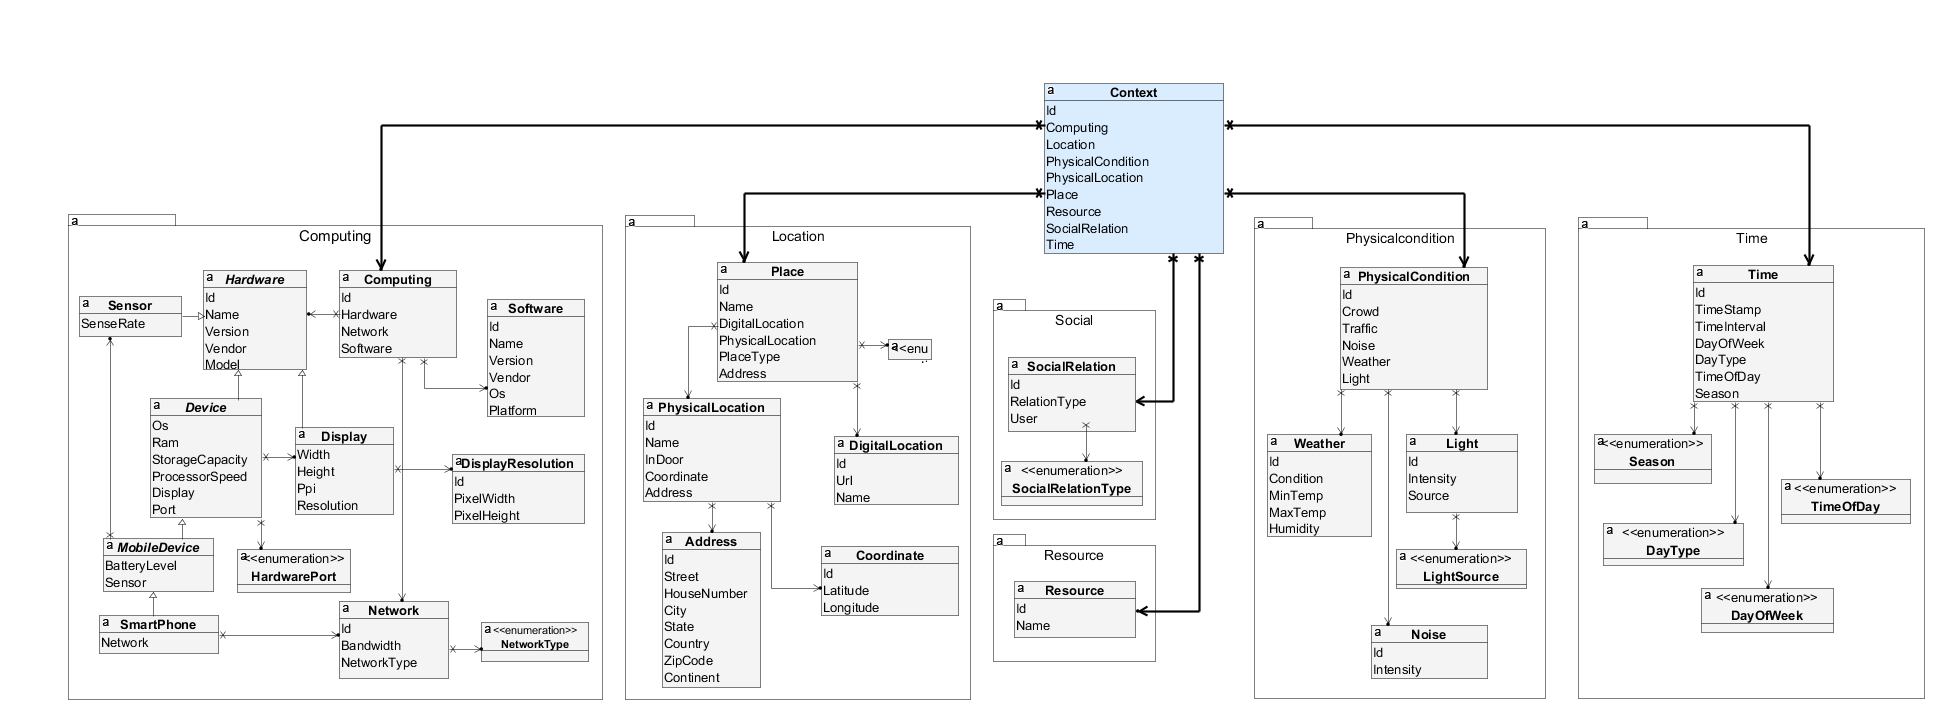 a
Context
Id
Computing
Location
PhysicalCondition
PhysicalLocation
Place
Resource
SocialRelation
Time
a
Computing
a
Hardware
Id
Name
Version
Vendor
Model
a
Computing
Id
Hardware
Network
Software
a
Sensor
SenseRate
a
Software
Id
Name
Version
Vendor
Os
Platform
a
Device
Os
Ram
StorageCapacity
ProcessorSpeed
Display
Port
a
Display
Width
Height
Ppi
Resolution
a
DisplayResolution
Id
PixelWidth
PixelHeight
a
MobileDevice
BatteryLevel
Sensor
a
<<enumeration>>
HardwarePort
a
SmartPhone
Network
a
Network
Id
Bandwidth
NetworkType
a
<<enumeration>>
NetworkType
a
Location
a
Place
Id
Name
DigitalLocation
PhysicalLocation
PlaceType
Address
a
<<enu
..
a
PhysicalLocation
Id
Name
InDoor
Coordinate
Address
a
DigitalLocation
Id
Url
Name
a
Address
Id
Street
HouseNumber
City
State
Country
ZipCode
Continent
a
Coordinate
Id
Latitude
Longitude
a
Social
a
SocialRelation
Id
RelationType
User
a
<<enumeration>>
SocialRelationType
a
Resource
a
Resource
Id
Name
a
Physicalcondition
a
PhysicalCondition
Id
Crowd
Traffic
Noise
Weather
Light
a
Weather
Id
Condition
MinTemp
MaxTemp
Humidity
a
Light
Id
Intensity
Source
a
<<enumeration>>
LightSource
a
Noise
Id
Intensity
a
Time
a
Time
Id
TimeStamp
TimeInterval
DayOfWeek
DayType
TimeOfDay
Season
a
<<enumeration>>
Season
a
<<enumeration>>
TimeOfDay
a
<<enumeration>>
DayType
a
<<enumeration>>
DayOfWeek